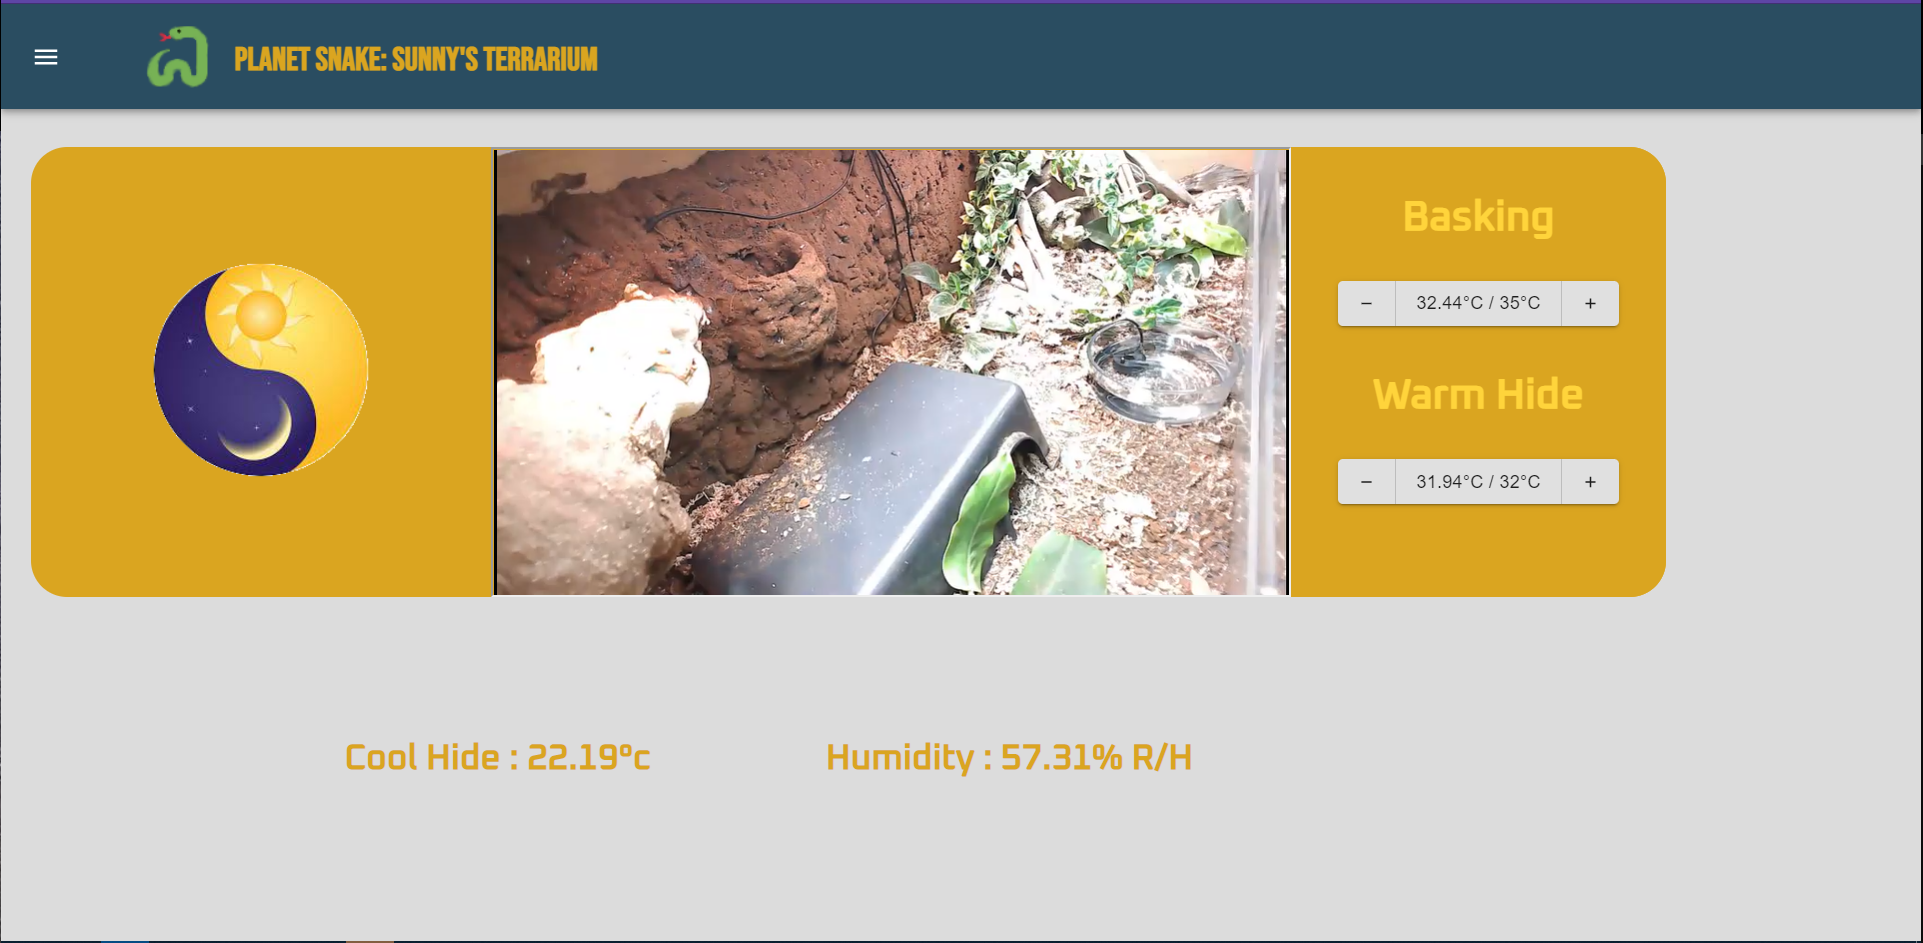 PLANET SNAKE: SUNNY'S TERRARIUM
Basking
− 32.44°C / 35°C +
Warm Hide
− 31.94°C / 32°C +
Cool Hide : 22.19°c
Humidity : 57.31% R/H